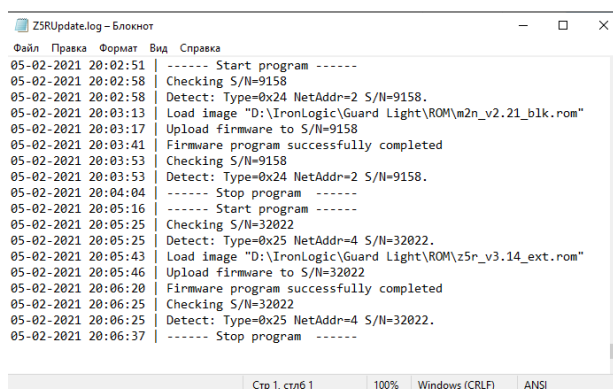 Z5RUpdate.log – Блокнот
Файл Правка Формат Вид Справка
05-02-2021 20:02:51 | ------ Start program ------
05-02-2021 20:02:58 | Checking S/N=9158
05-02-2021 20:02:58 | Detect: Type=0x24 NetAddr=2 S/N=9158.
05-02-2021 20:03:13 | Load image "D:\IronLogic\Guard Light\ROM\m2n_v2.21_blk.rom"
05-02-2021 20:03:17 | Upload firmware to S/N=9158
05-02-2021 20:03:41 | Firmware program successfully completed
05-02-2021 20:03:53 | Checking S/N=9158
05-02-2021 20:03:53 | Detect: Type=0x24 NetAddr=2 S/N=9158.
05-02-2021 20:04:04 | ------ Stop program  ------
05-02-2021 20:05:16 | ------ Start program ------
05-02-2021 20:05:25 | Checking S/N=32022
05-02-2021 20:05:25 | Detect: Type=0x25 NetAddr=4 S/N=32022.
05-02-2021 20:05:43 | Load image "D:\IronLogic\Guard Light\ROM\z5r_v3.14_ext.rom"
05-02-2021 20:05:46 | Upload firmware to S/N=32022
05-02-2021 20:06:20 | Firmware program successfully completed
05-02-2021 20:06:25 | Checking S/N=32022
05-02-2021 20:06:25 | Detect: Type=0x25 NetAddr=4 S/N=32022.
05-02-2021 20:06:37 | ------ Stop program  ------
Стр 1, стлб 1 100% Windows (CRLF) ANSI